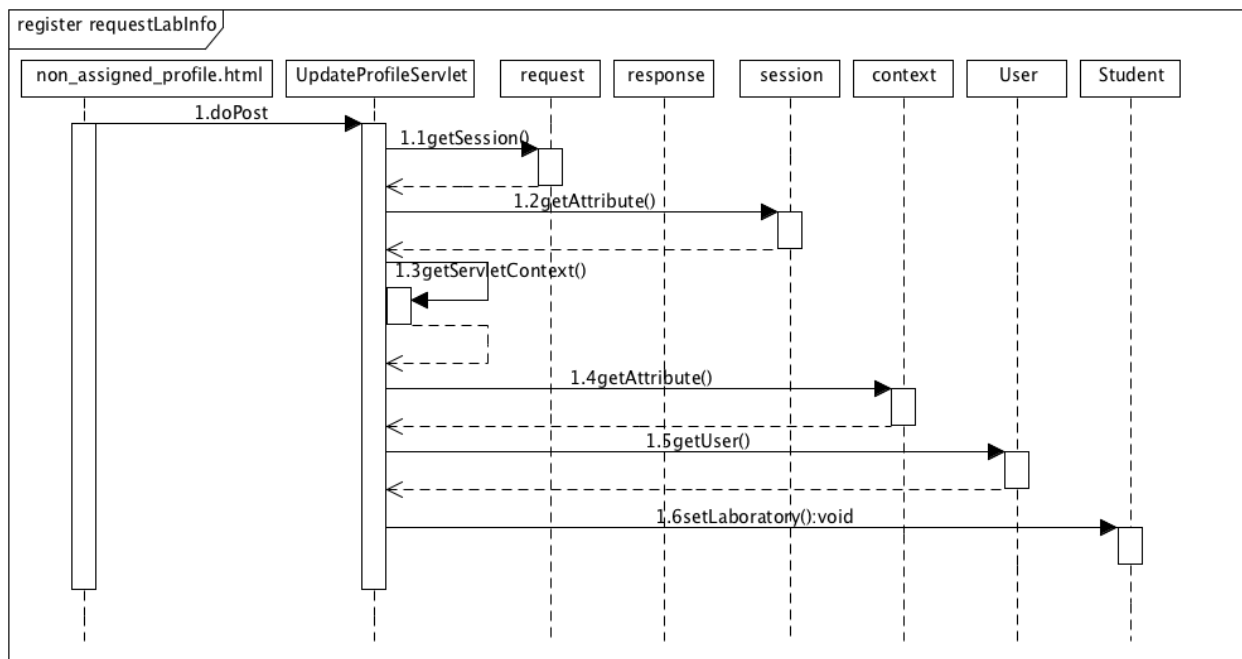 register requestLabInfo
non_assigned_profile.html
UpdateProfileServlet
request
response
session
context
User
Student
1.doPost
1.1getSession()
1.2getAttribute()
1.3getServletContext()
1.4getAttribute()
1.5getUser()
1.6setLaboratory():void